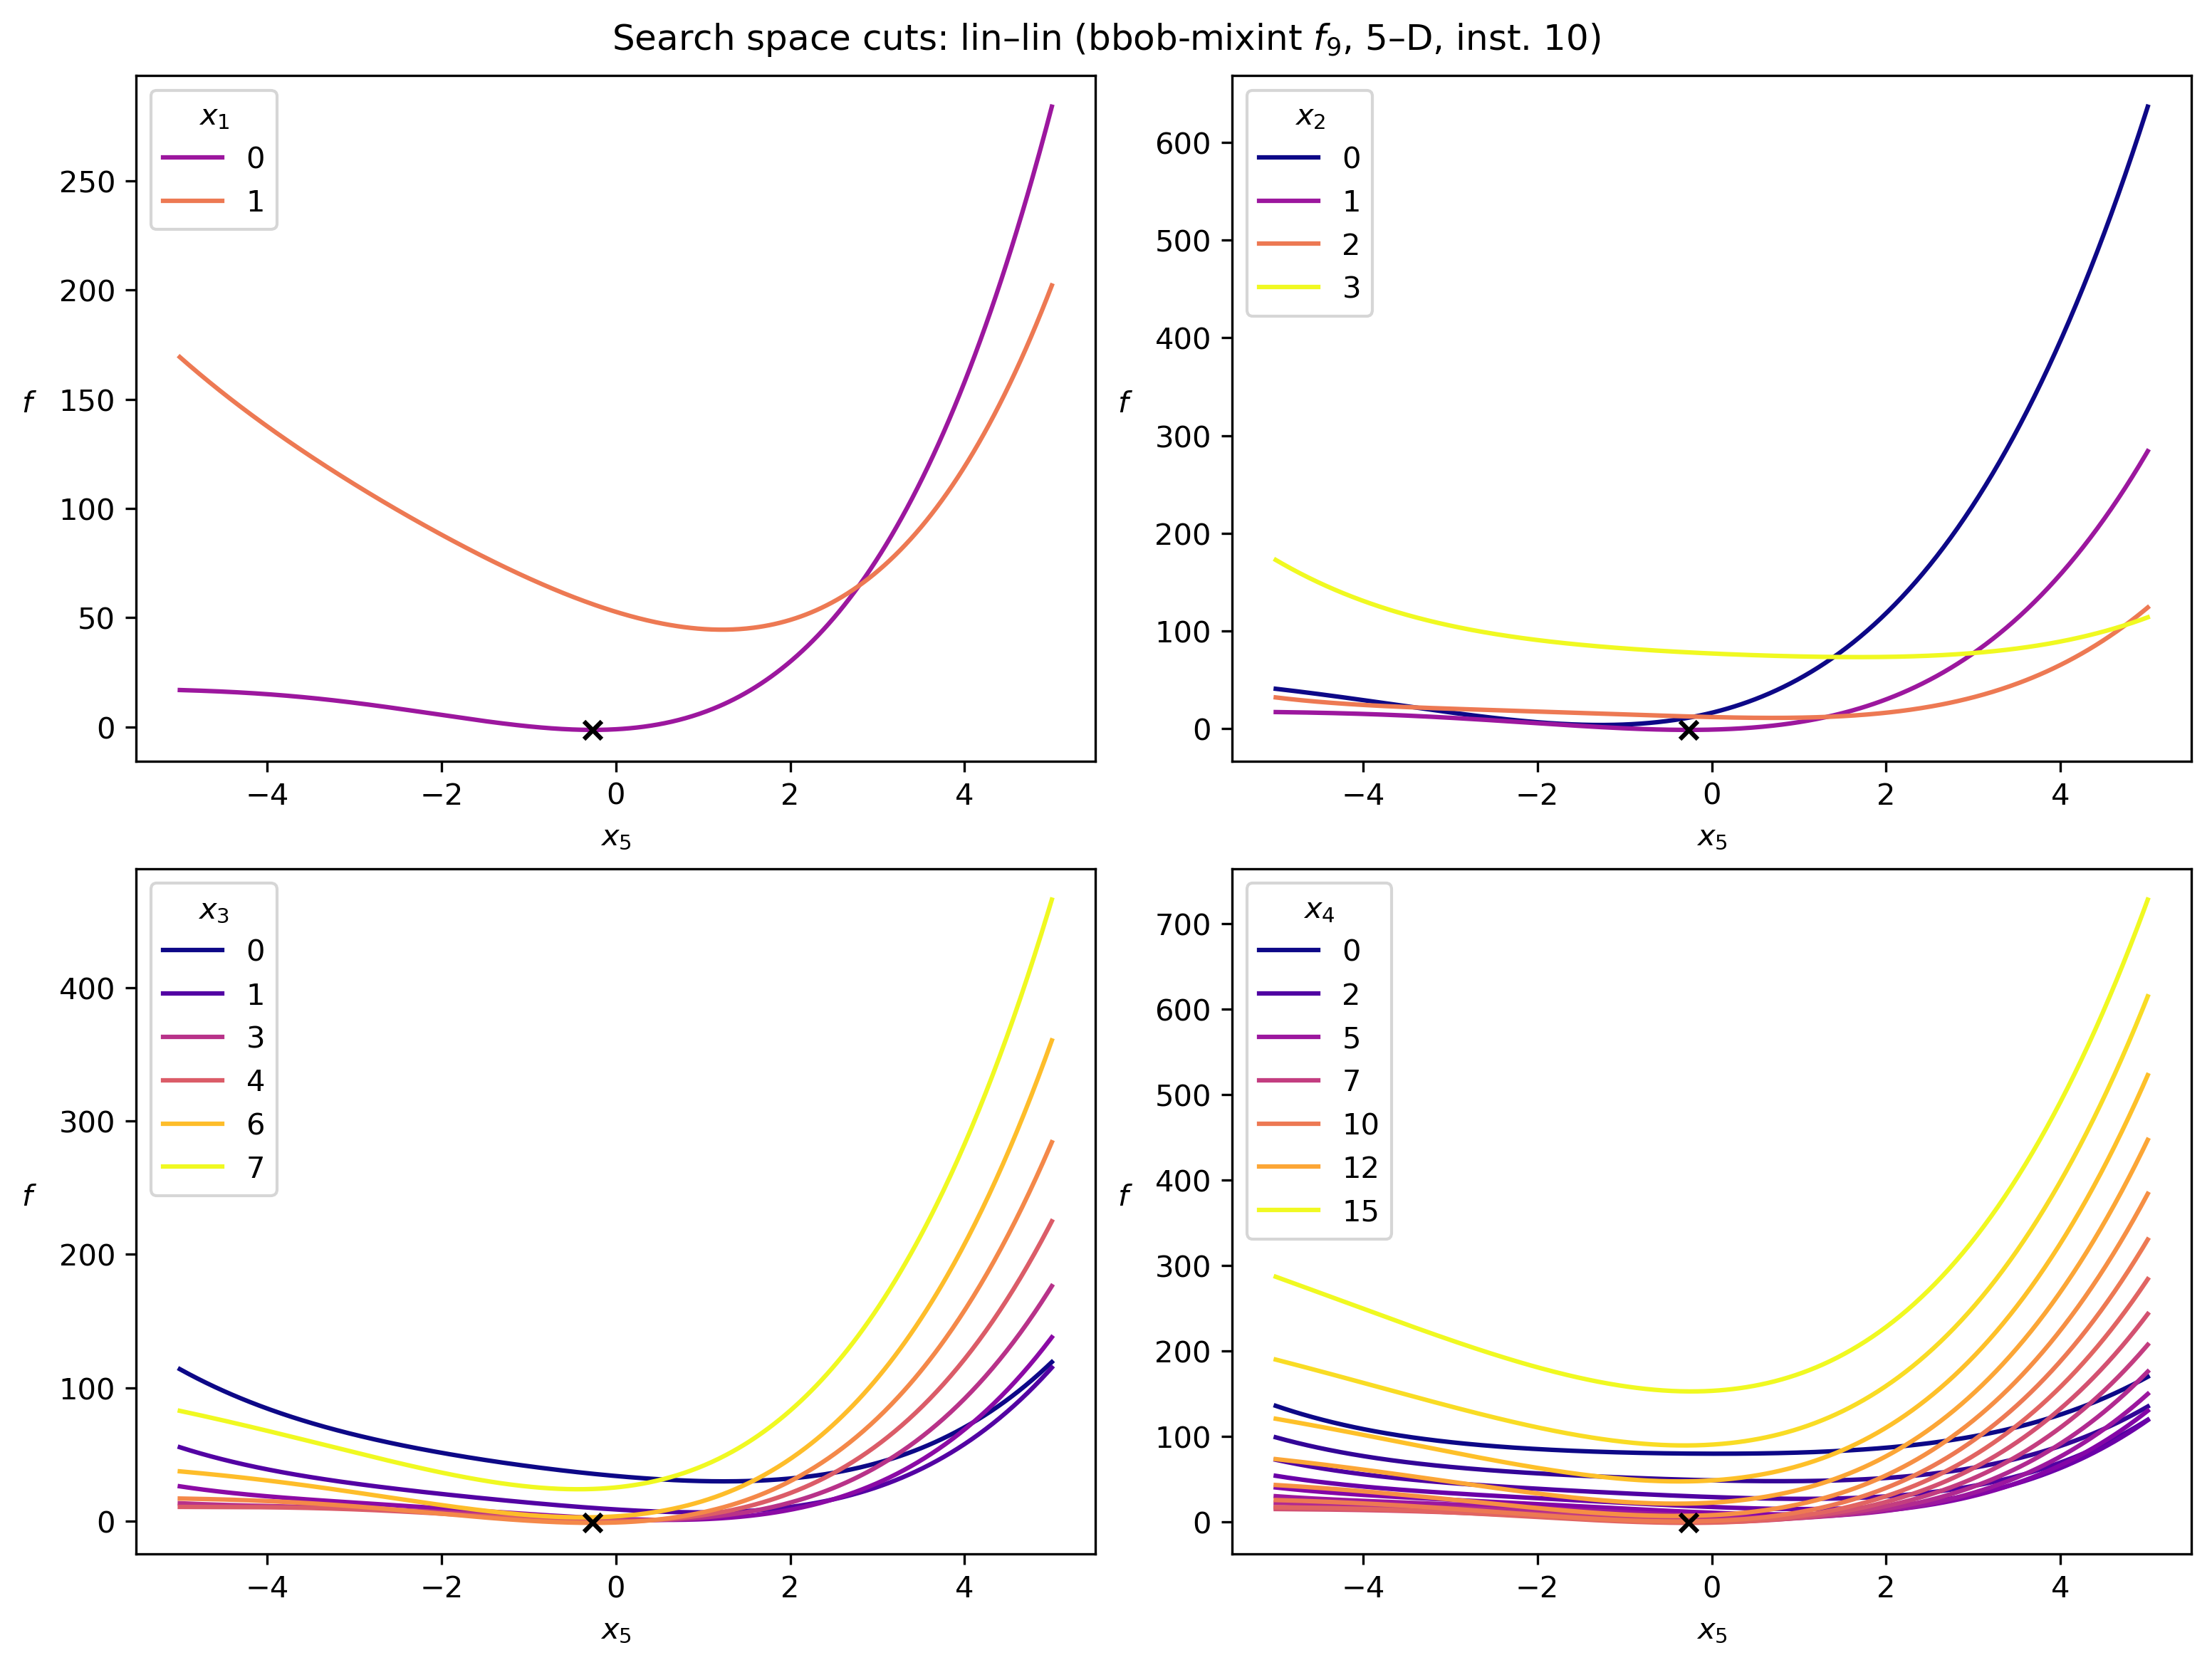 Search space cuts: lin–lin (bbob-mixint f₉, 5–D, inst. 10)
x₁
0
1
250
200
150
100
50
0
f
−4 −2 0 2 4
x₅
x₂
0
1
2
3
600
500
400
300
200
100
0
f
−4 −2 0 2 4
x₅
x₃
0
1
3
4
6
7
400
300
200
100
0
f
−4 −2 0 2 4
x₅
x₄
0
2
5
7
10
12
15
700
600
500
400
300
200
100
0
f
−4 −2 0 2 4
x₅